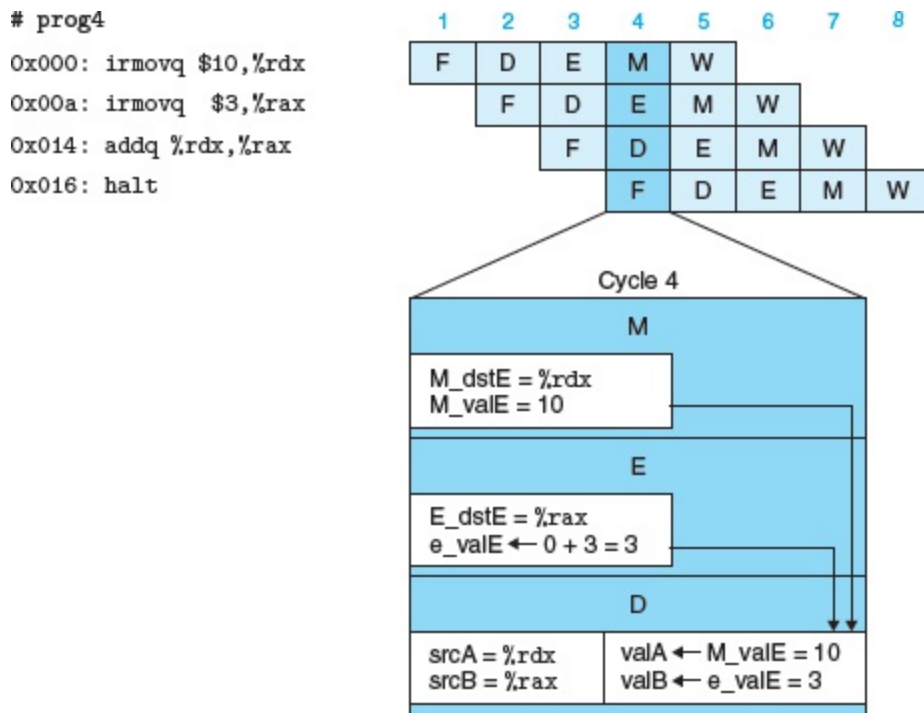 # prog4
1 2 3 4 5 6 7 8
0x000: irmovq $10,%rdx F D E M W
0x00a: irmovq $3,%rax F D E M W
0x014: addq %rdx,%rax F D E M W
0x016: halt F D E M W
Cycle 4
M
M_dstE = %rdx
M_valE = 10
E
E_dstE = %rax
e_valE ← 0 + 3 = 3
D
srcA = %rdx valA ← M_valE = 10
srcB = %rax valB ← e_valE = 3